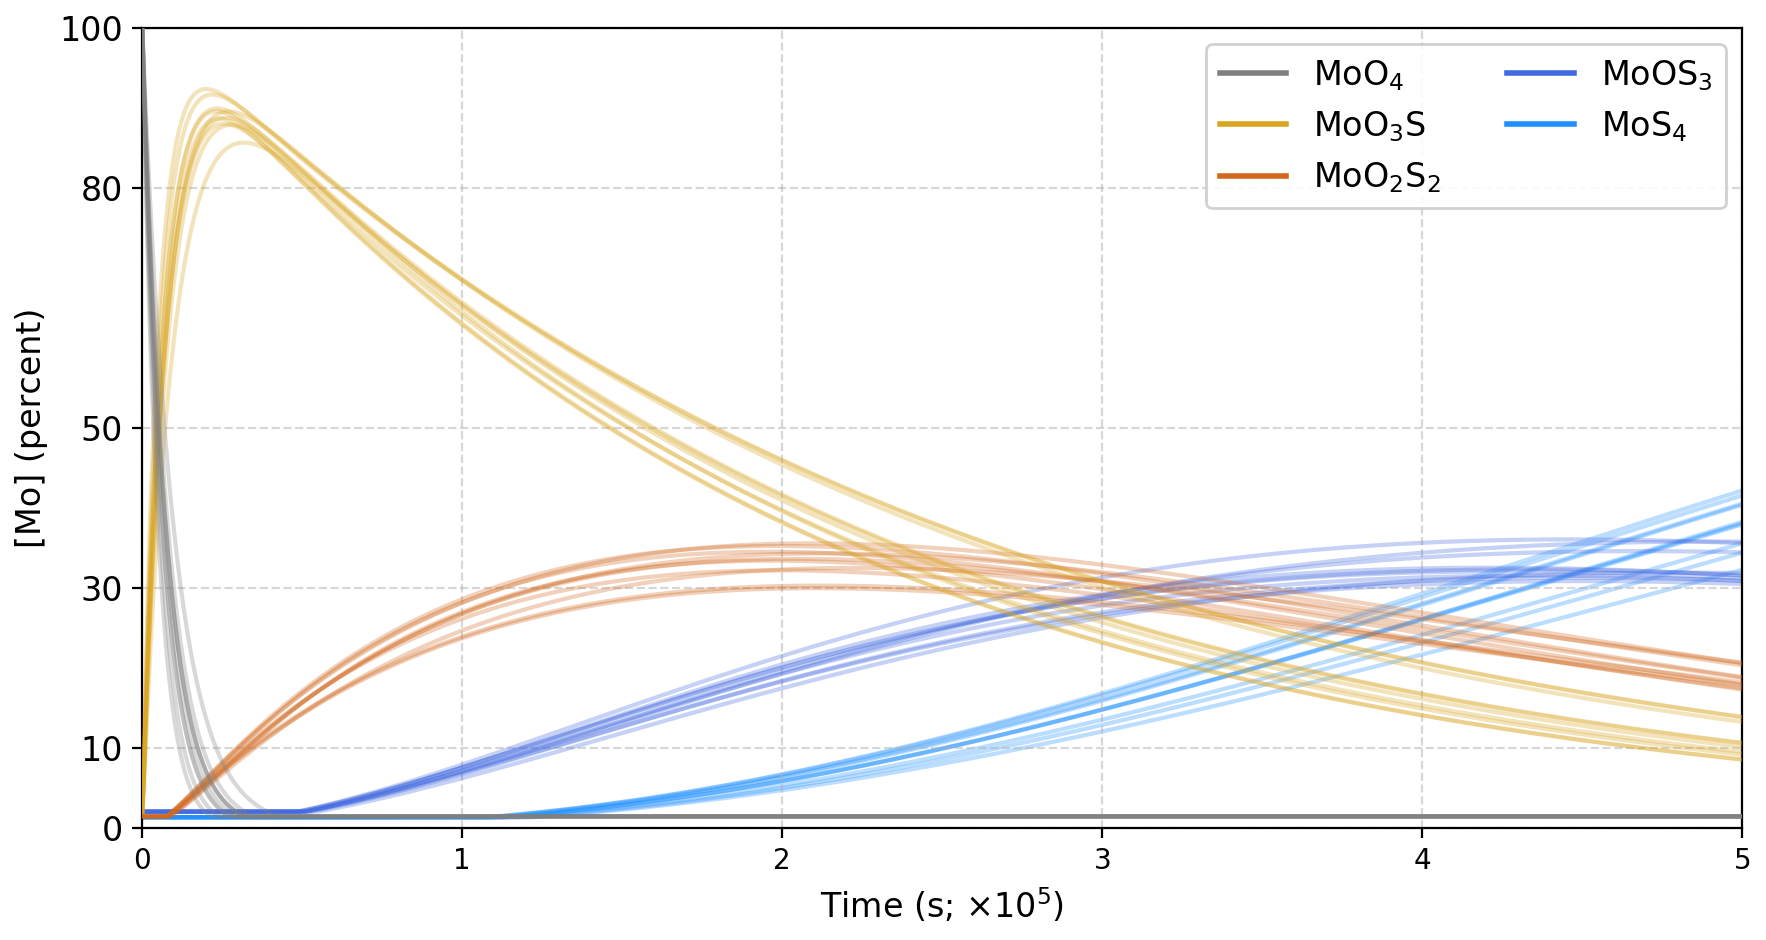 100
80
50
30
10
0
[Mo] (percent)
MoO₄
MoO₃S
MoO₂S₂
MoOS₃
MoS₄
0 1 2 3 4 5
Time (s; ×10⁵)